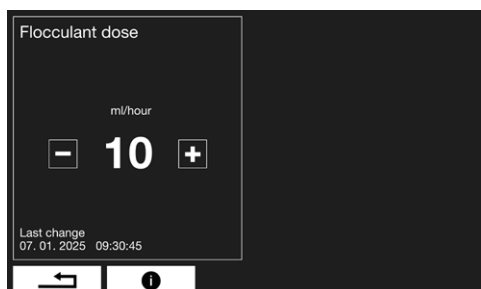 Flocculant dose
ml/hour
− 10 +
Last change
07. 01. 2025 09:30:45